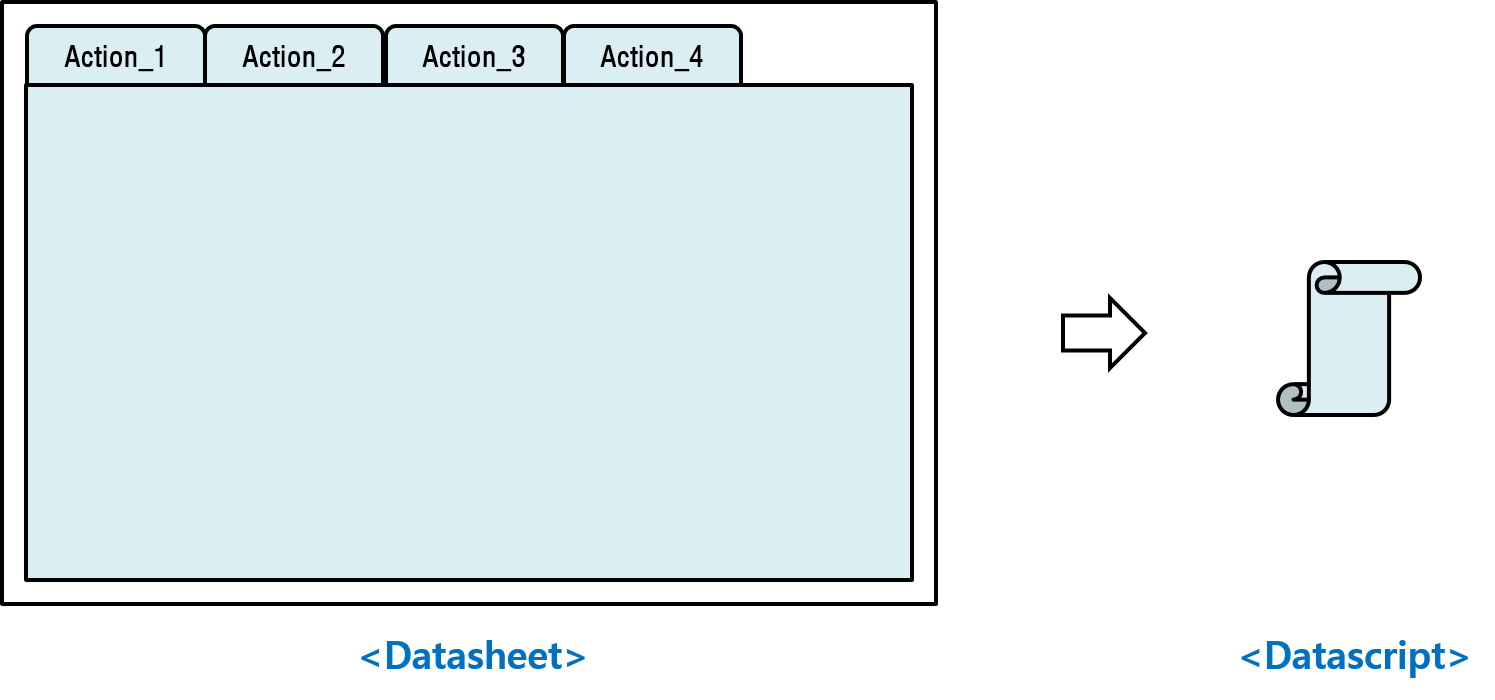 Action_1 Action_2 Action_3 Action_4
<Datasheet> <Datascript>